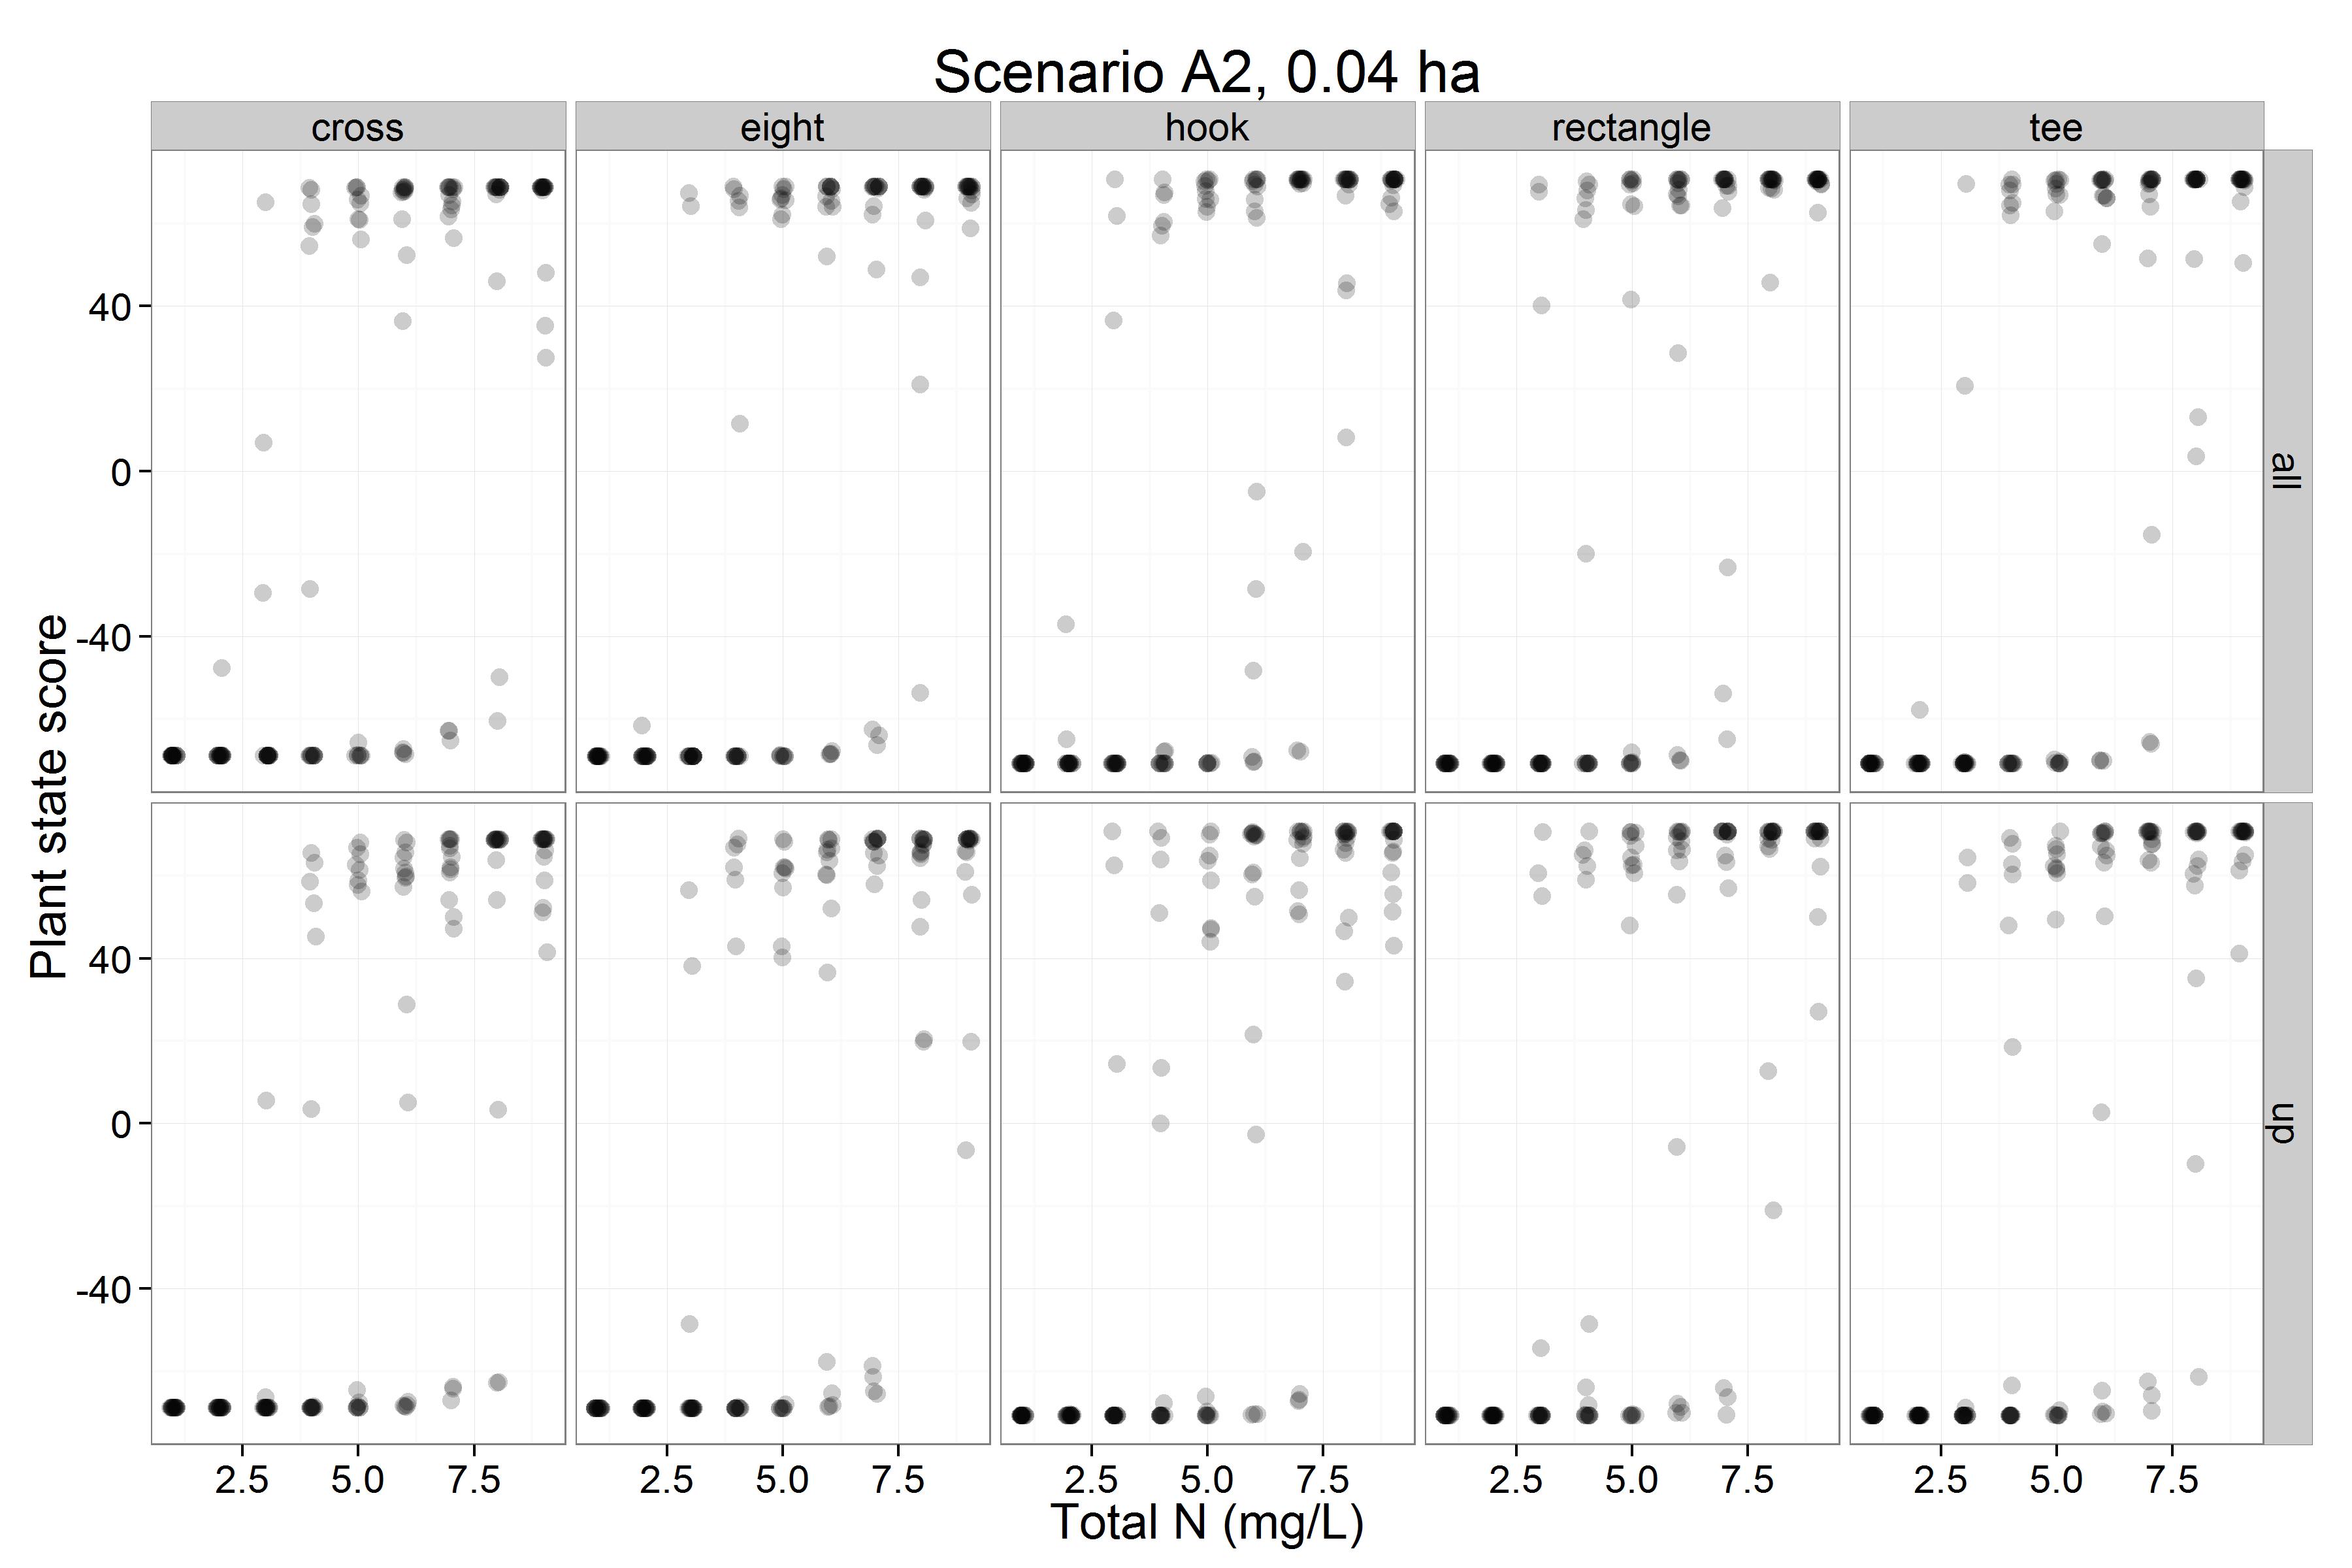 Scenario A2, 0.04 ha
cross eight hook rectangle tee
40
0
-40
all
40
0
-40
up
Plant state score
2.5 5.0 7.5 2.5 5.0 7.5 2.5 5.0 7.5 2.5 5.0 7.5 2.5 5.0 7.5
Total N (mg/L)